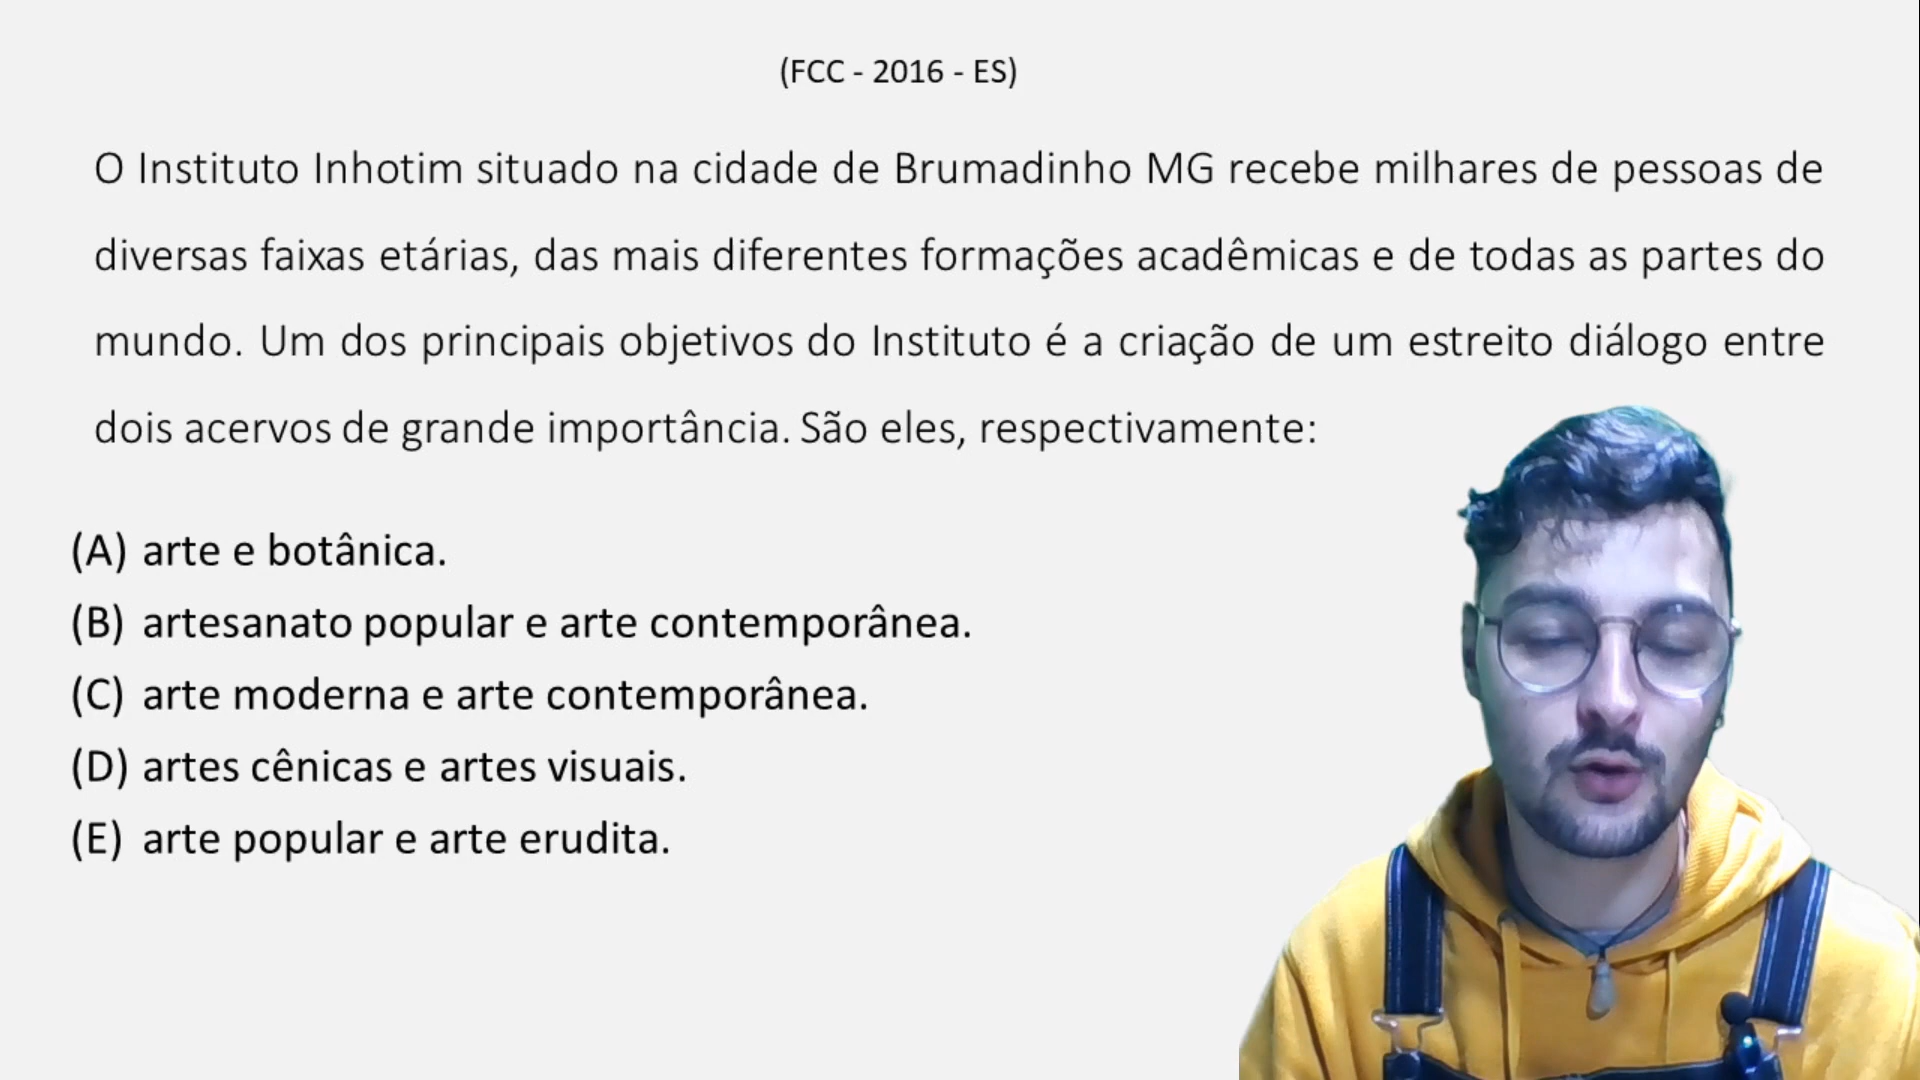 (FCC - 2016 - ES)
O Instituto Inhotim situado na cidade de Brumadinho MG recebe milhares de pessoas de
diversas faixas etárias, das mais diferentes formações acadêmicas e de todas as partes do
mundo. Um dos principais objetivos do Instituto é a criação de um estreito diálogo entre
dois acervos de grande importância. São eles, respectivamente:
(A) arte e botânica.
(B) artesanato popular e arte contemporânea.
(C) arte moderna e arte contemporânea.
(D) artes cênicas e artes visuais.
(E) arte popular e arte erudita.